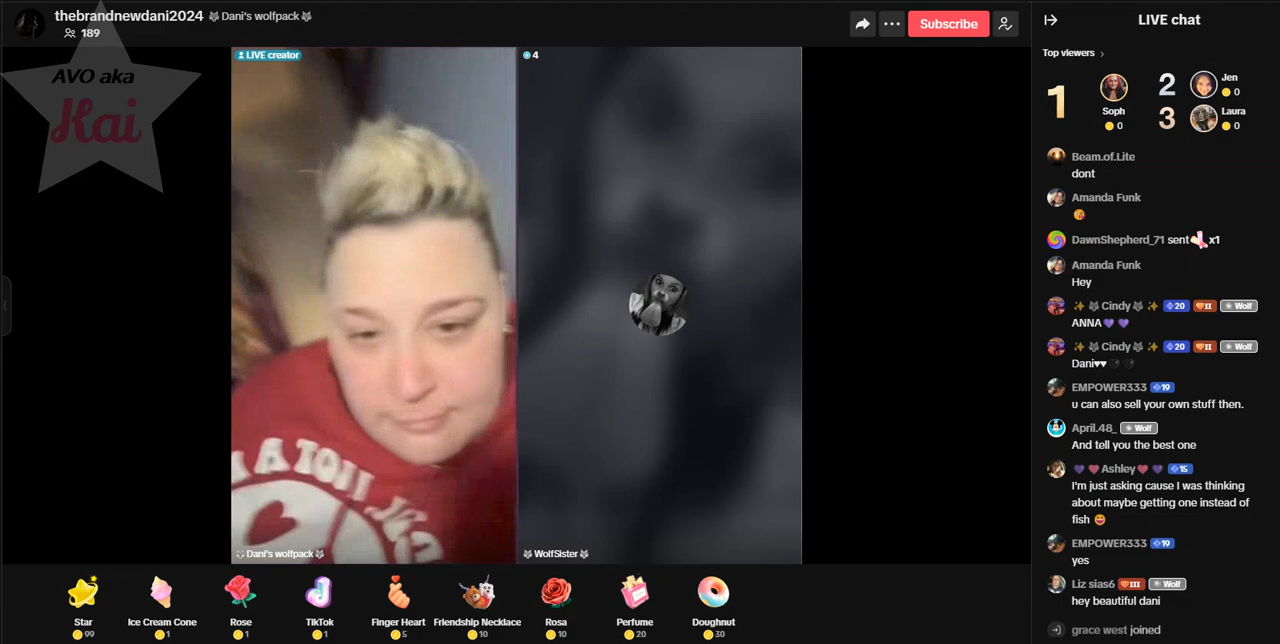 thebrandnewdani2024 🐺Dani's wolfpack🐺
189
Subscribe
AVO aka
Kai
LIVE creator
4
🐺Dani's wolfpack🐺
🐺WolfSister🐺
Star
99
Ice Cream Cone
1
Rose
1
TikTok
1
Finger Heart
5
Friendship Necklace
10
Rosa
10
Perfume
20
Doughnut
30
LIVE chat
Top viewers
1
Soph
0
2
Jen
0
3
Laura
0
Beam.of.Lite
dont
Amanda Funk
😘
DawnShepherd_71 sent x1
Amanda Funk
Hey
✨🐺Cindy🐺✨ 20 II Wolf
ANNA💜💜
✨🐺Cindy🐺✨ 20 II Wolf
Dani♥♥🖤🖤
EMPOWER333 19
u can also sell your own stuff then.
April.48_ Wolf
And tell you the best one
💜❤Ashley❤💜 15
I'm just asking cause I was thinking
about maybe getting one instead of
fish 😆
EMPOWER333 19
yes
Liz sias6 III Wolf
hey beautiful dani
grace west joined